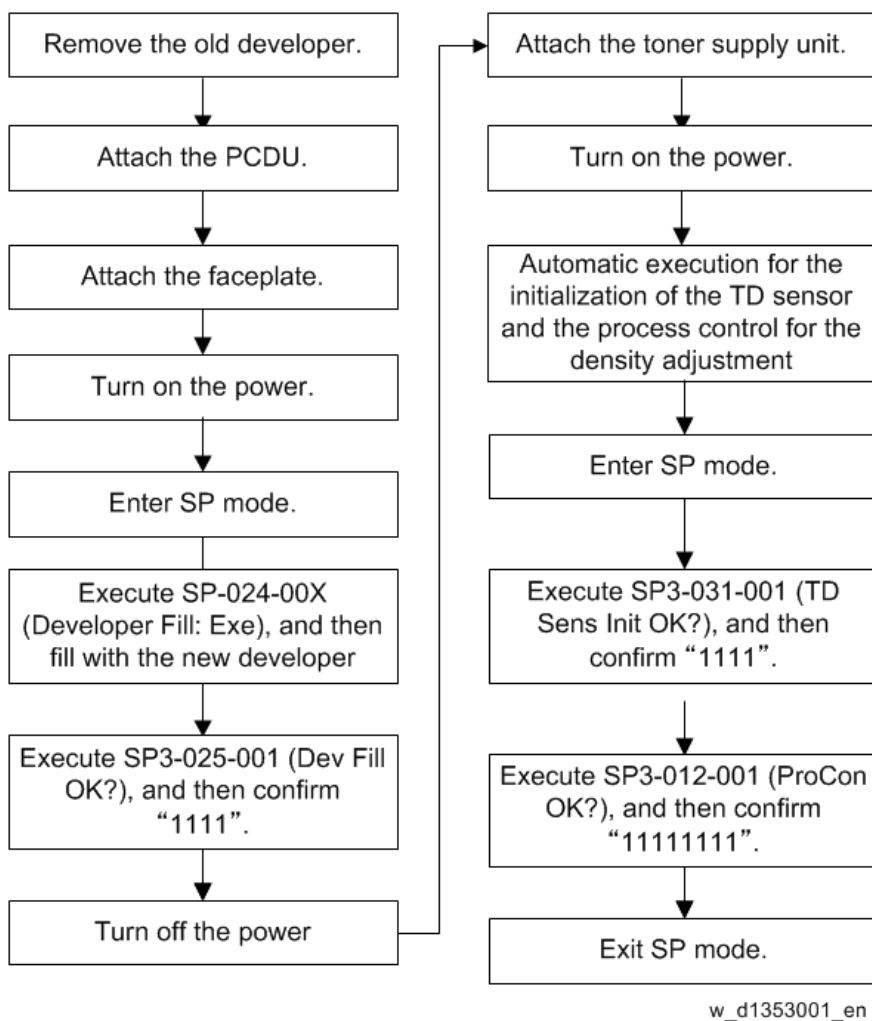 Remove the old developer.
Attach the PCDU.
Attach the faceplate.
Turn on the power.
Enter SP mode.
Execute SP-024-00X
(Developer Fill: Exe), and then
fill with the new developer
Execute SP3-025-001 (Dev Fill
OK?), and then confirm
“1111”.
Turn off the power
Attach the toner supply unit.
Turn on the power.
Automatic execution for the
initialization of the TD sensor
and the process control for the
density adjustment
Enter SP mode.
Execute SP3-031-001 (TD
Sens Init OK?), and then
confirm “1111”.
Execute SP3-012-001 (ProCon
OK?), and then confirm
“11111111”.
Exit SP mode.
w_d1353001_en